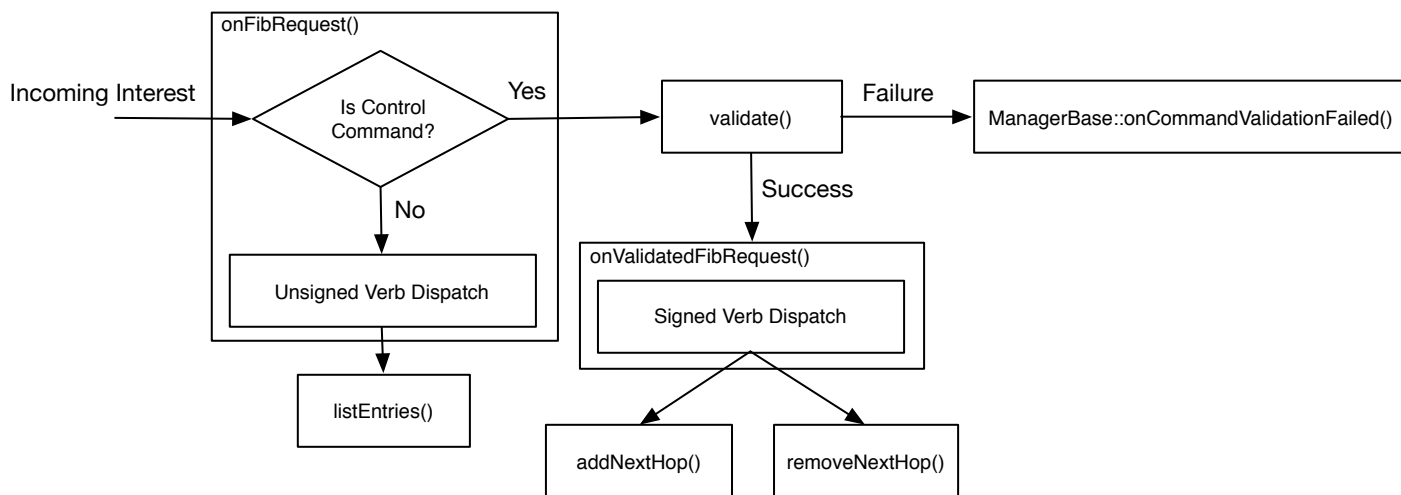 onFibRequest()
Incoming Interest
Is Control
Command?
Yes
validate()
Failure
ManagerBase::onCommandValidationFailed()
No
Success
onValidatedFibRequest()
Unsigned Verb Dispatch
Signed Verb Dispatch
listEntries()
addNextHop()
removeNextHop()